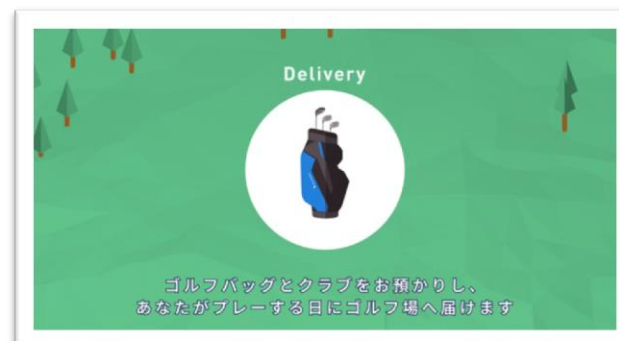 Delivery
ゴルフバッグとクラブをお預かりし、
あなたがプレーする日にゴルフ場へ届けます